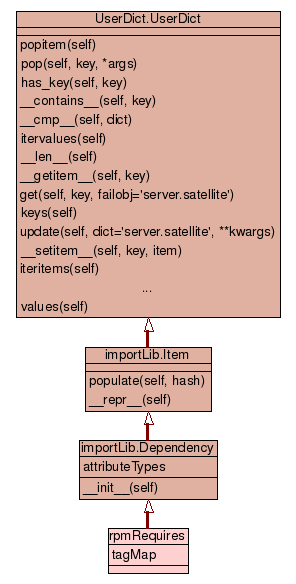 UserDict.UserDict
popitem(self)
pop(self, key, *args)
has_key(self, key)
__contains__(self, key)
__cmp__(self, dict)
itervalues(self)
__len__(self)
__getitem__(self, key)
get(self, key, failobj='server.satellite')
keys(self)
update(self, dict='server.satellite', **kwargs)
__setitem__(self, key, item)
iteritems(self)
...
values(self)
importLib.Item
populate(self, hash)
__repr__(self)
importLib.Dependency
attributeTypes
__init__(self)
rpmRequires
tagMap